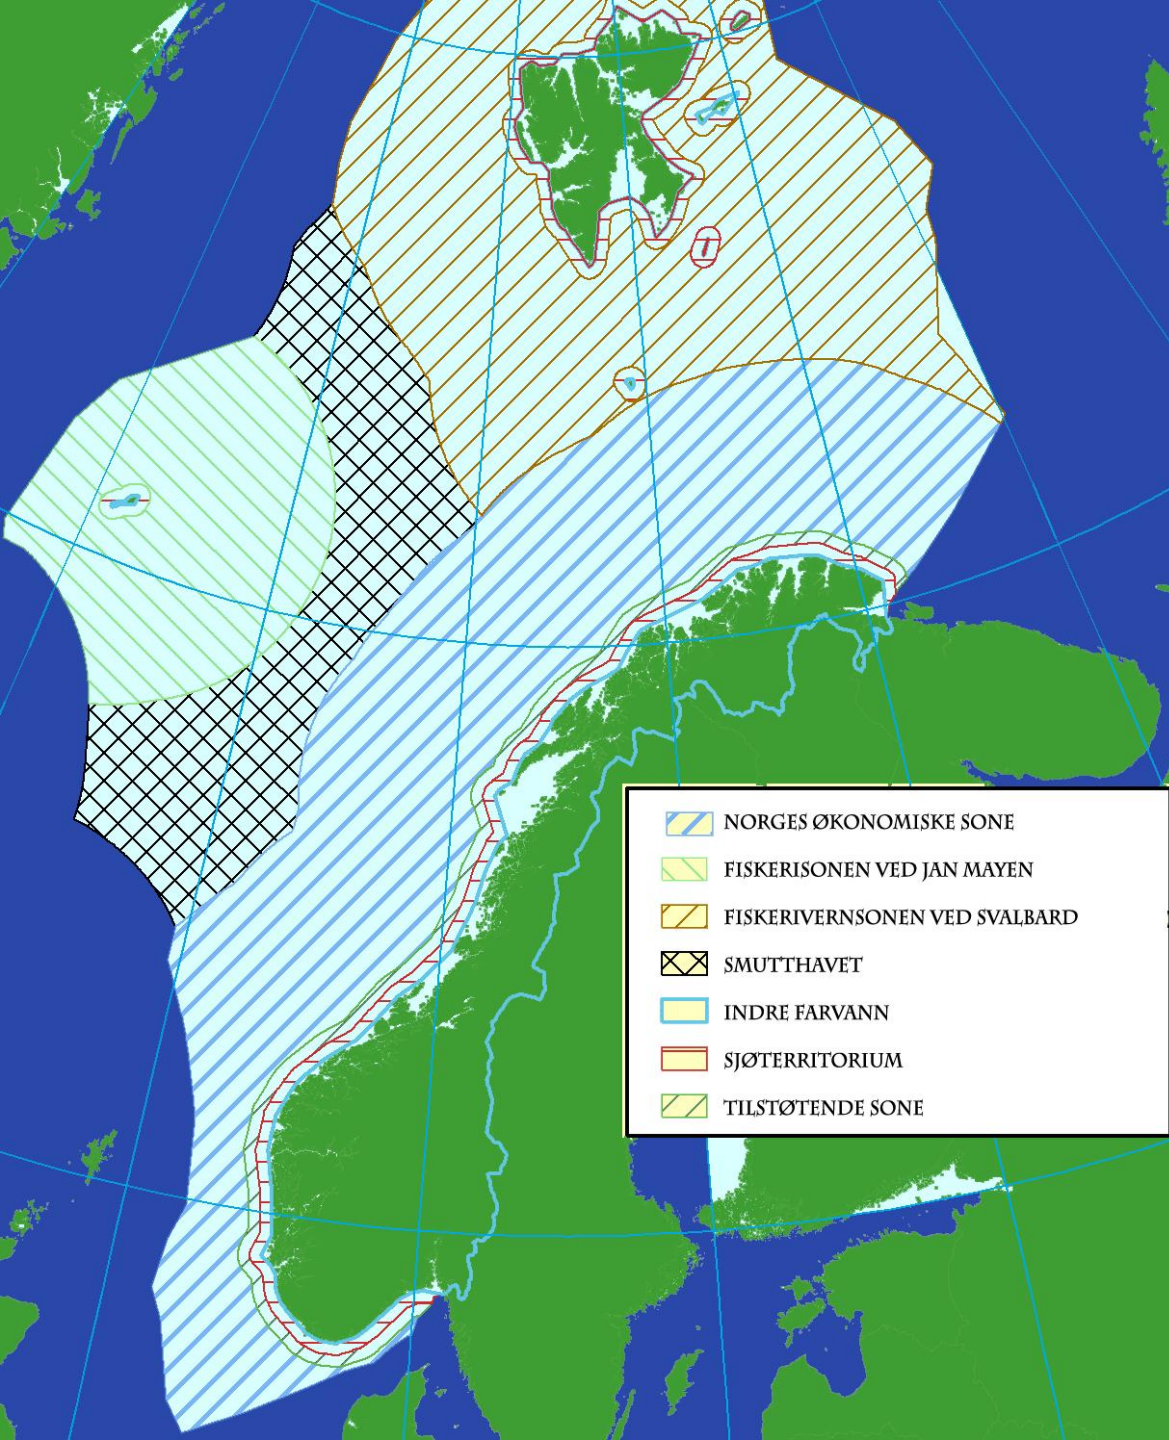 NORGES ØKONOMISKE SONE
FISKERISONEN VED JAN MAYEN
FISKERIVERNSONEN VED SVALBARD
SMUTTHAVET
INDRE FARVANN
SJØTERRITORIUM
TILSTØTENDE SONE